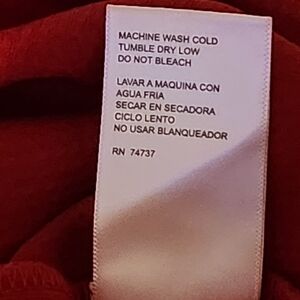 MACHINE WASH COLD
TUMBLE DRY LOW
DO NOT BLEACH
LAVAR A MAQUINA CON
AGUA FRIA
SECAR EN SECADORA
CICLO LENTO
NO USAR BLANQUEADOR
RN 74737